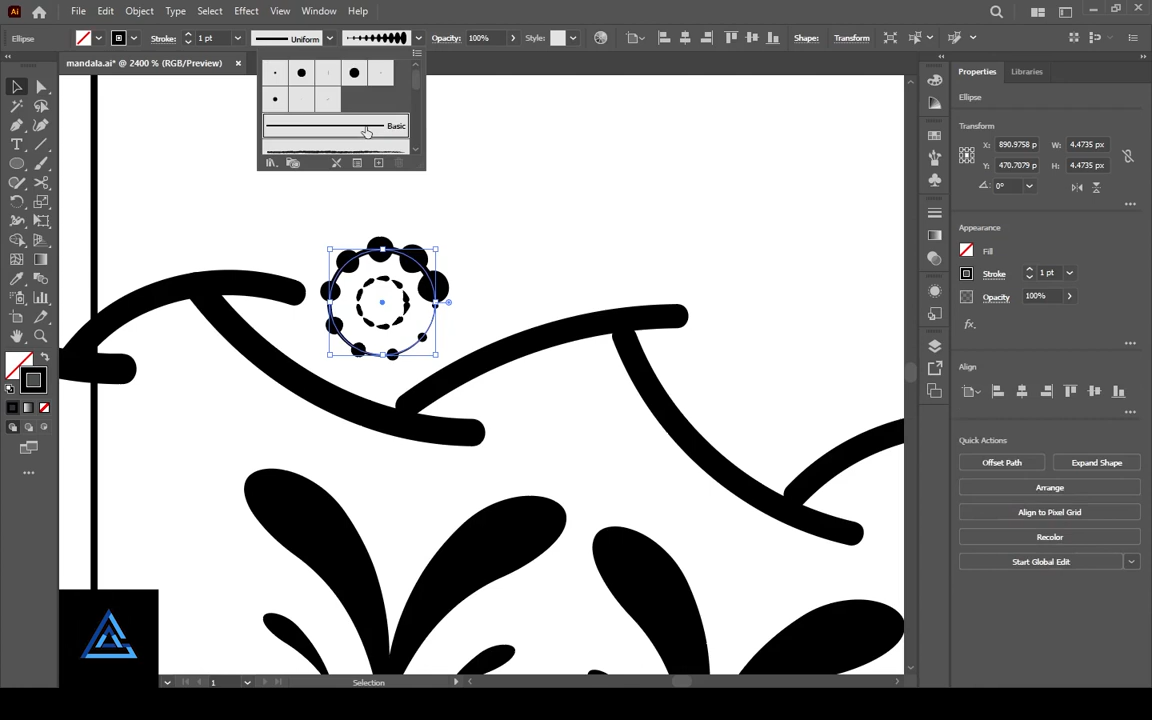 Ai
File Edit Object Type Select Effect View Window Help
Ellipse
Stroke: 1 pt Uniform Opacity: 100% Style: Shape: Transform
mandala.ai* @ 2400 % (RGB/Preview) ×
Basic
Properties Libraries
Ellipse
Transform
X: 890.9758 p W: 4.4735 pt
Y: 470.7079 p H: 4.4735 pt
0°
Appearance
Fill
Stroke 1 pt
Opacity 100%
fx.
Align
Quick Actions
Offset Path Expand Shape
Arrange
Align to Pixel Grid
Recolor
Start Global Edit
1 Selection